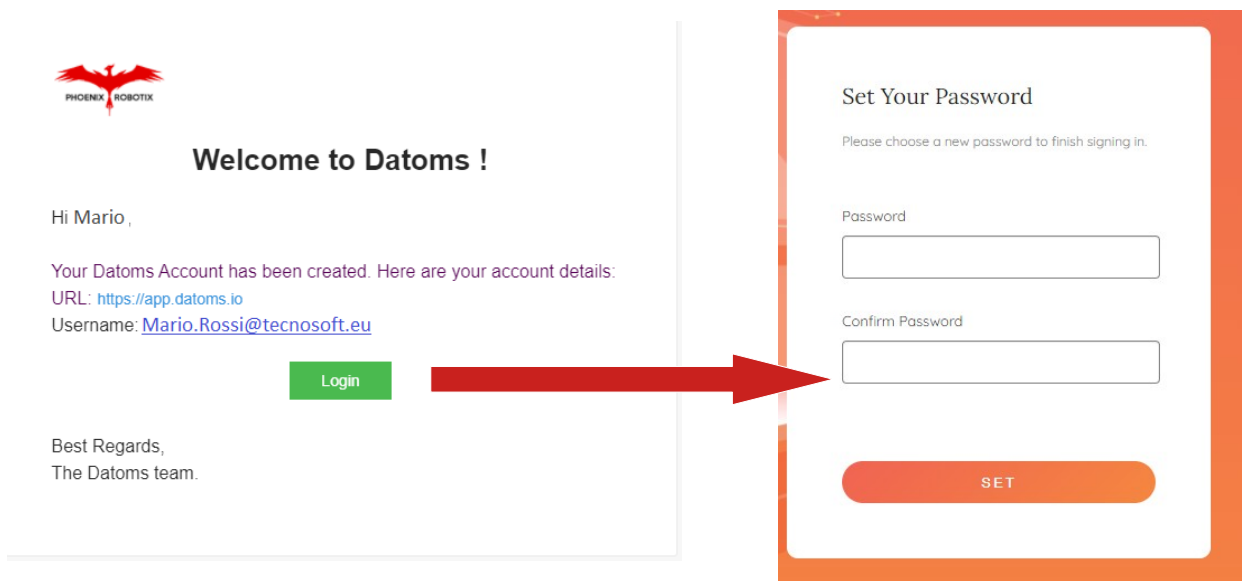 PHOENIX ROBOTIX
Welcome to Datoms !
Hi Mario ,
Your Datoms Account has been created. Here are your account details:
URL: https://app.datoms.io
Username: Mario.Rossi@tecnosoft.eu
Login
Best Regards,
The Datoms team.
Set Your Password
Please choose a new password to finish signing in.
Password
Confirm Password
SET